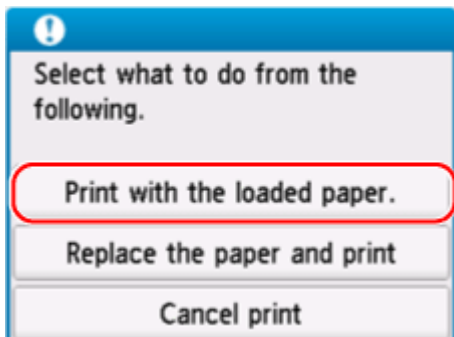 Select what to do from the
following.
Print with the loaded paper.
Replace the paper and print
Cancel print